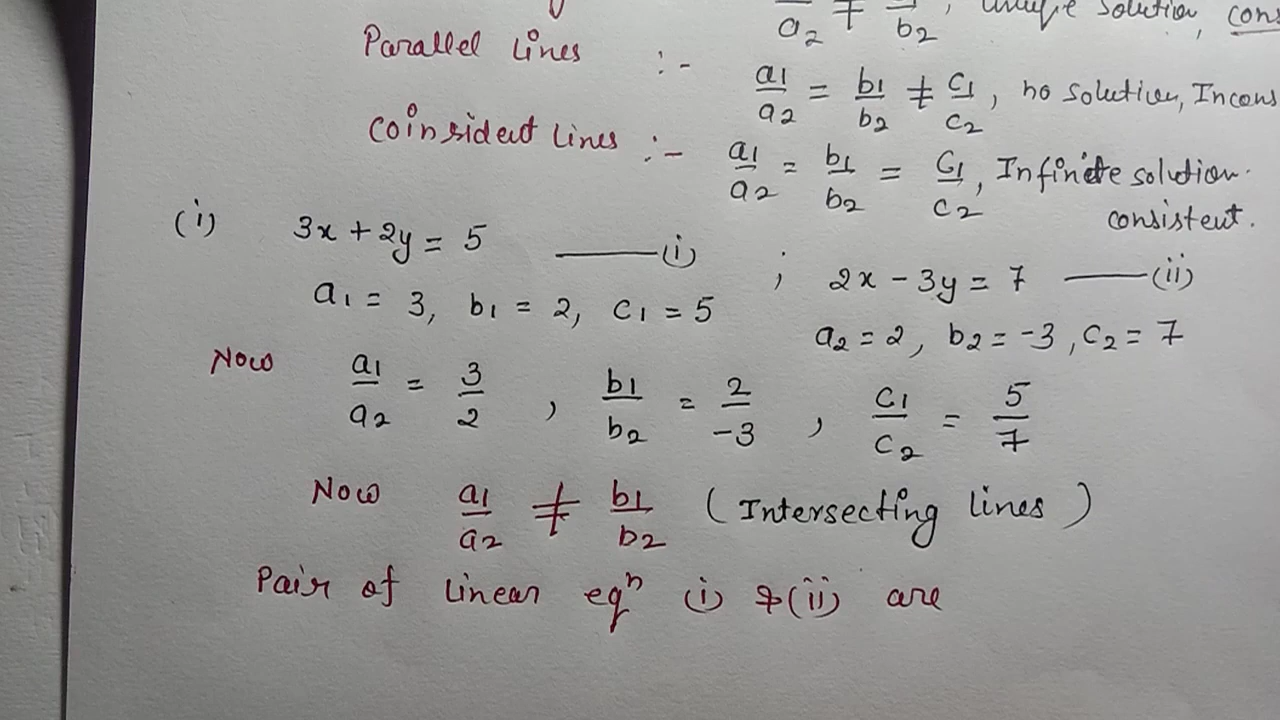 a2 ≠ b2, unique solution, cons
Parallel Lines :- a1/a2 = b1/b2 ≠ c1/c2, no solution, Incons
Coinsident Lines :- a1/a2 = b1/b2 = C1/C2, Infinite solution.
consistent.
(i) 3x + 2y = 5 ——— (i) ; 2x - 3y = 7 ——— (ii)
a1 = 3, b1 = 2, C1 = 5
a2 = 2, b2 = -3, C2 = 7
Now a1/a2 = 3/2, b1/b2 = 2/-3, C1/C2 = 5/7
Now a1/a2 ≠ b1/b2 (Intersecting lines)
Pair of Linear eqn (i) & (ii) are